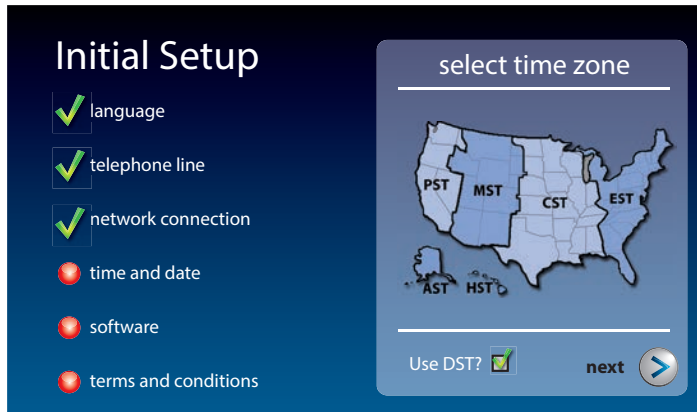 Initial Setup
language
telephone line
network connection
time and date
software
terms and conditions
select time zone
PST
MST
CST
EST
AST
HST
Use DST?
next